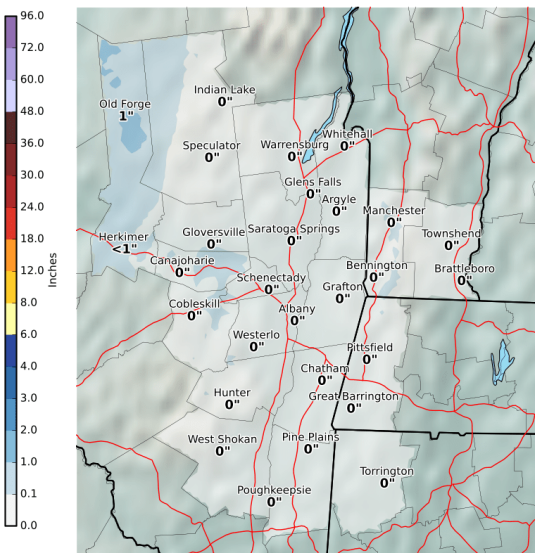 96.0
72.0
60.0
48.0
36.0
30.0
24.0
18.0
12.0
8.0
6.0
4.0
3.0
2.0
1.0
0.1
0.0
Inches
Indian Lake
0"
Old Forge
1"
Whitehall
0"
Speculator
0"
Warrensburg
0"
Glens Falls
0"
Argyle
0"
Manchester
0"
Herkimer
<1"
Gloversville
0"
Saratoga Springs
0"
Townshend
0"
Canajoharie
0"
Bennington
0"
Brattleboro
0"
Schenectady
0"
Grafton
0"
Cobleskill
0"
Albany
0"
Westerlo
0"
Pittsfield
0"
Chatham
0"
Hunter
0"
Great Barrington
0"
West Shokan
0"
Pine Plains
0"
Torrington
0"
Poughkeepsie
0"